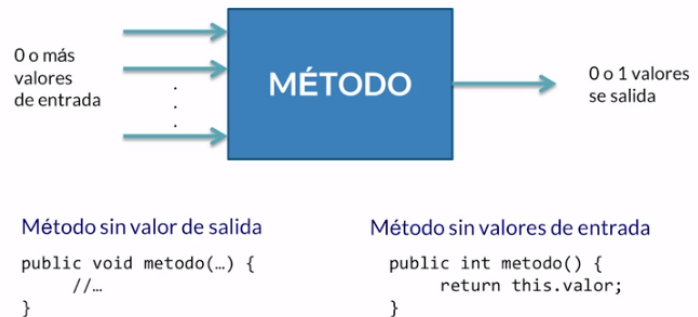 0 o más
valores
de entrada
.
.
.
MÉTODO
0 o 1 valores
se salida
Método sin valor de salida
public void metodo(…) {
//…
}
Método sin valores de entrada
public int metodo() {
return this.valor;
}